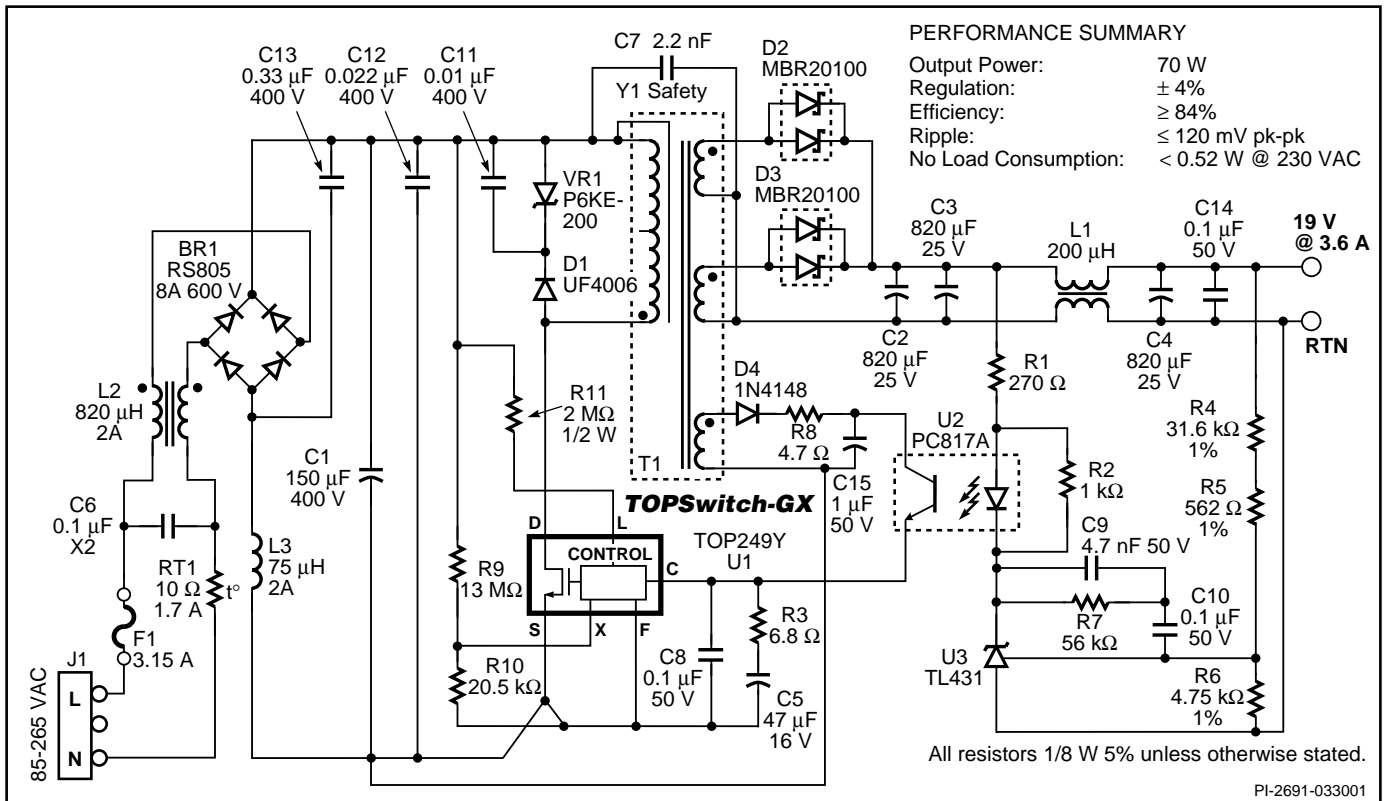 PERFORMANCE SUMMARY
Output Power: 70 W
Regulation: ± 4%
Efficiency: ≥ 84%
Ripple: ≤ 120 mV pk-pk
No Load Consumption: < 0.52 W @ 230 VAC
C13
0.33 µF
400 V
C12
0.022 µF
400 V
C11
0.01 µF
400 V
C7 2.2 nF
Y1 Safety
D2
MBR20100
D3
MBR20100
VR1
P6KE-
200
D1
UF4006
BR1
RS805
8A 600 V
C3
820 µF
25 V
L1
200 µH
C14
0.1 µF
50 V
19 V
@ 3.6 A
RTN
C2
820 µF
25 V
C4
820 µF
25 V
R1
270 Ω
L2
820 µH
2A
R11
2 MΩ
1/2 W
D4
1N4148
R8
4.7 Ω
T1
C15
1 µF
50 V
U2
PC817A
R2
1 kΩ
R4
31.6 kΩ
1%
R5
562 Ω
1%
C1
150 µF
400 V
TOPSwitch-GX
C6
0.1 µF
X2
RT1
10 Ω
1.7 A
t°
L3
75 µH
2A
R9
13 MΩ
D
L
CONTROL
C
S
X
F
TOP249Y
U1
C9
4.7 nF 50 V
R7
56 kΩ
C10
0.1 µF
50 V
R3
6.8 Ω
F1
3.15 A
J1
L
N
85-265 VAC
R10
20.5 kΩ
C8
0.1 µF
50 V
C5
47 µF
16 V
U3
TL431
R6
4.75 kΩ
1%
All resistors 1/8 W 5% unless otherwise stated.
PI-2691-033001